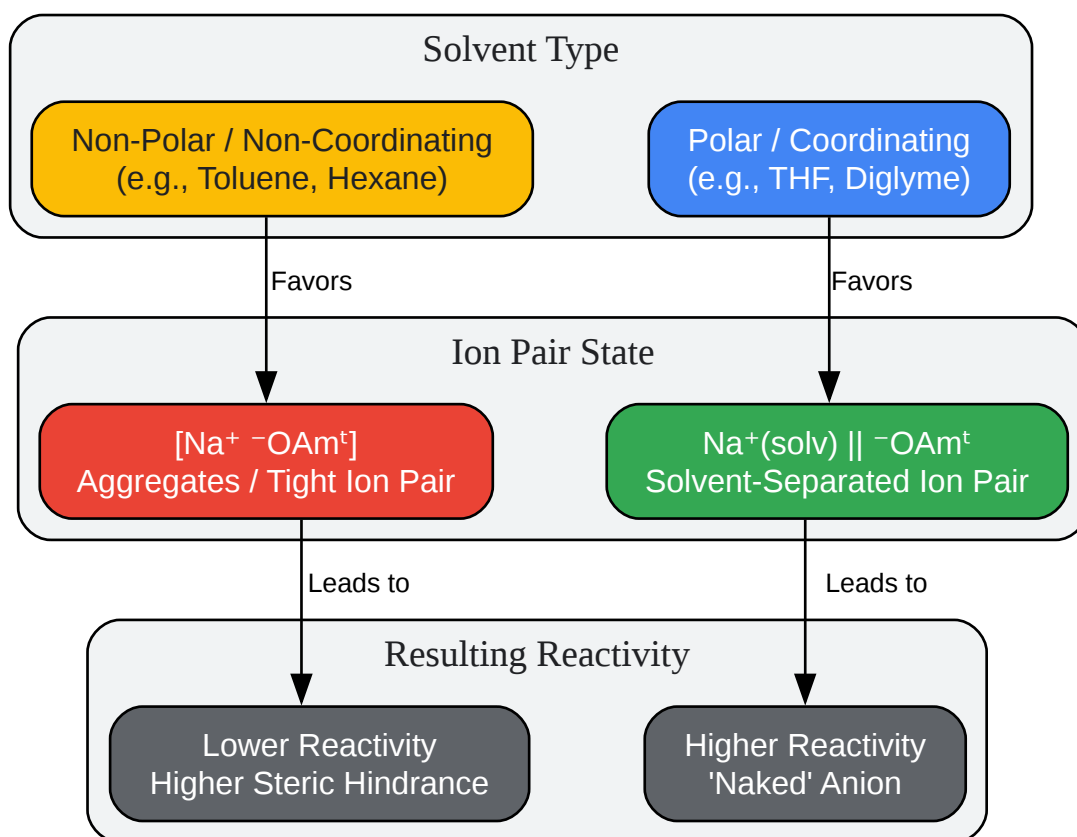 Solvent Type
Non-Polar / Non-Coordinating
(e.g., Toluene, Hexane)
Polar / Coordinating
(e.g., THF, Diglyme)
Favors
Favors
Ion Pair State
[Na⁺ ⁻OAmᵗ]
Aggregates / Tight Ion Pair
Na⁺(solv) || ⁻OAmᵗ
Solvent-Separated Ion Pair
Leads to
Leads to
Resulting Reactivity
Lower Reactivity
Higher Steric Hindrance
Higher Reactivity
'Naked' Anion